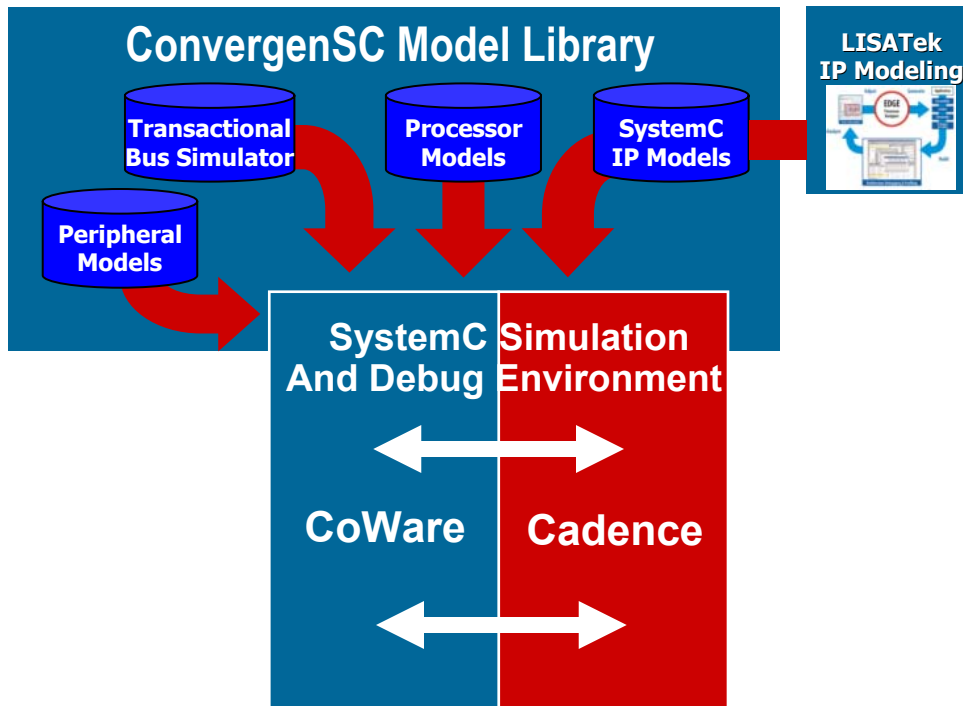 ConvergenSC Model Library
LISATek
IP Modeling
EDGE
Transactional
Bus Simulator
Processor
Models
SystemC
IP Models
Peripheral
Models
SystemC Simulation
And Debug Environment
CoWare
Cadence